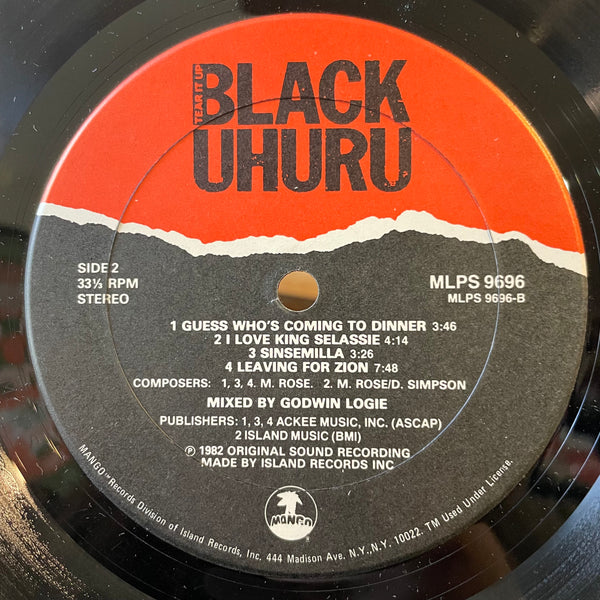 TEAR IT UP
BLACK
UHURU
SIDE 2
33⅓ RPM
STEREO
MLPS 9696
MLPS 9696-B
1 GUESS WHO'S COMING TO DINNER 3:46
2 I LOVE KING SELASSIE 4:14
3 SINSEMILLA 3:26
4 LEAVING FOR ZION 7:48
COMPOSERS: 1, 3, 4. M. ROSE. 2. M. ROSE/D. SIMPSON
MIXED BY GODWIN LOGIE
PUBLISHERS: 1, 3, 4 ACKEE MUSIC, INC. (ASCAP)
2 ISLAND MUSIC (BMI)
℗ 1982 ORIGINAL SOUND RECORDING
MADE BY ISLAND RECORDS INC
MANGO
MANGO™ Records Division of Island Records, Inc. 444 Madison Ave. N.Y., N.Y. 10022. TM Used Under License.